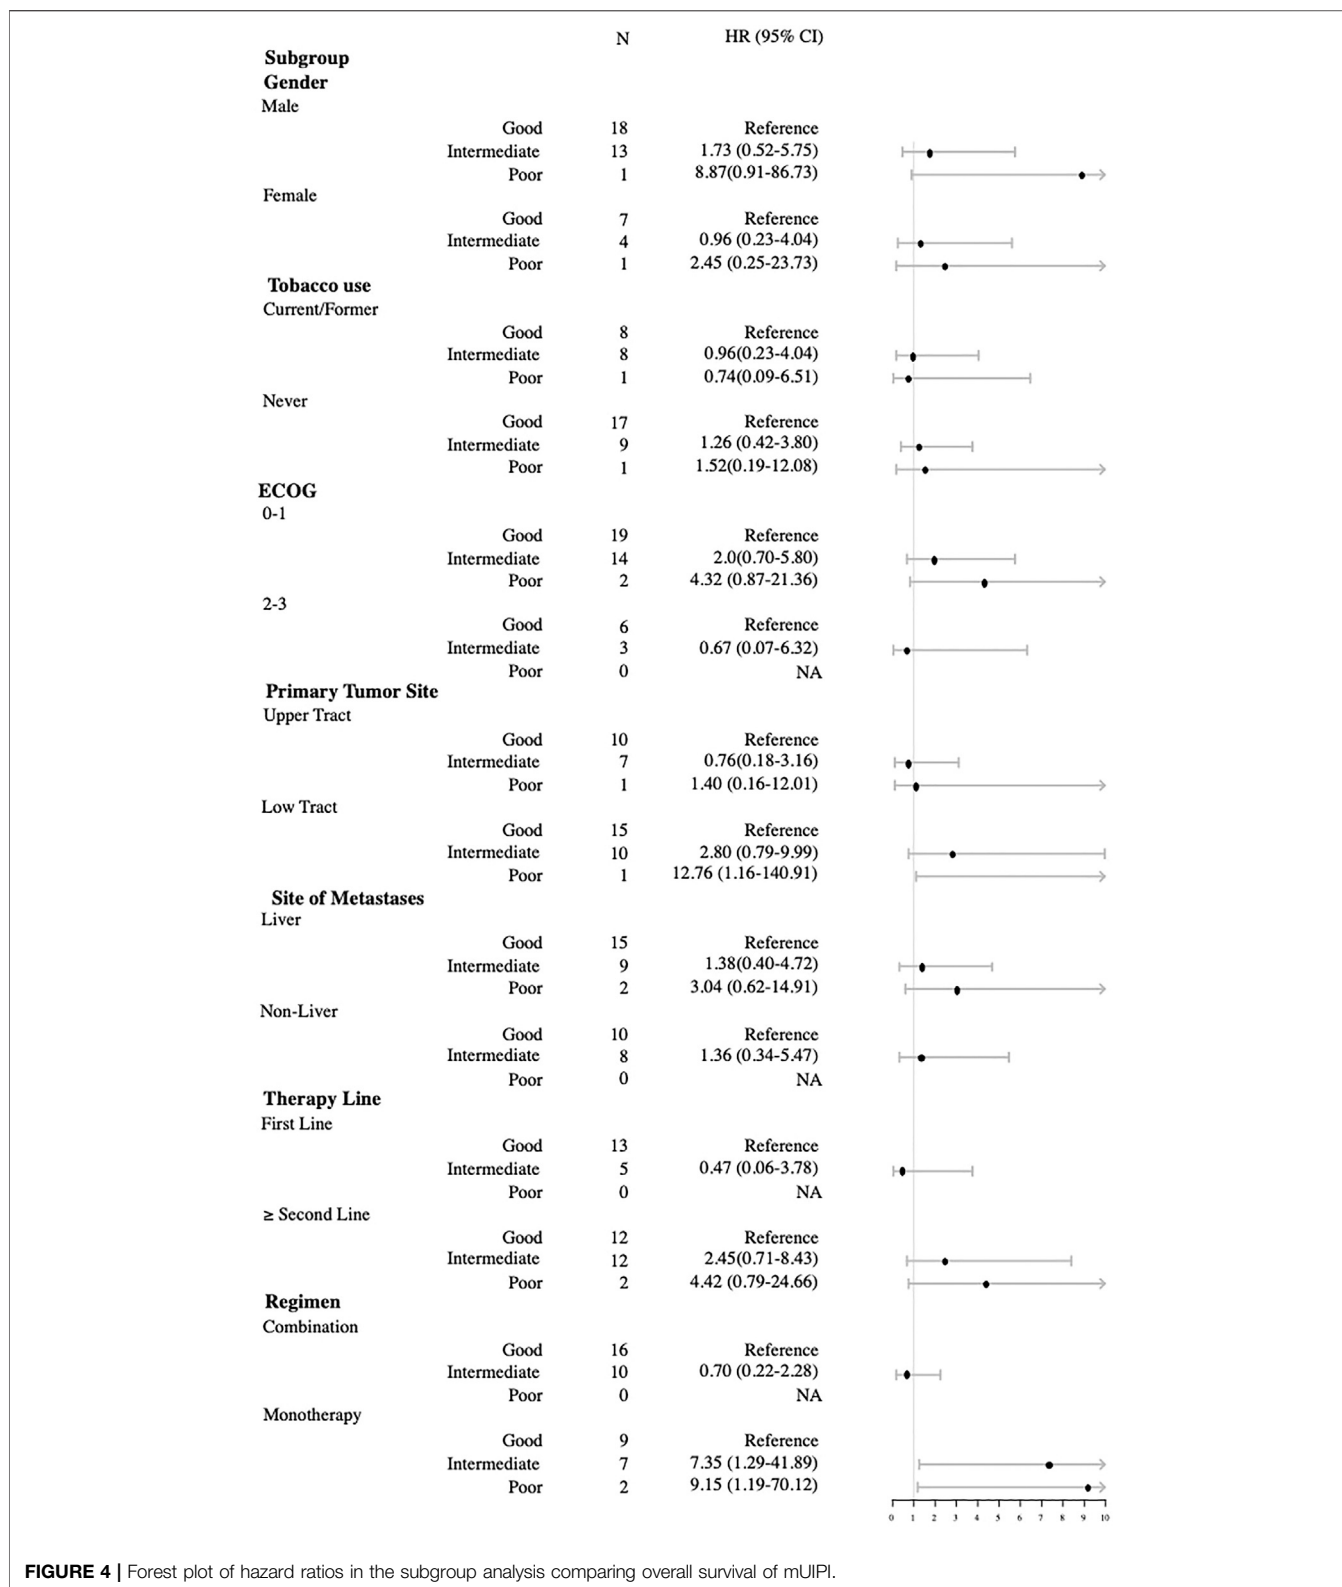 N HR (95% CI)
Subgroup
Gender
Male
Good 18 Reference
Intermediate 13 1.73 (0.52-5.75)
Poor 1 8.87(0.91-86.73)
Female
Good 7 Reference
Intermediate 4 0.96 (0.23-4.04)
Poor 1 2.45 (0.25-23.73)
Tobacco use
Current/Former
Good 8 Reference
Intermediate 8 0.96(0.23-4.04)
Poor 1 0.74(0.09-6.51)
Never
Good 17 Reference
Intermediate 9 1.26 (0.42-3.80)
Poor 1 1.52(0.19-12.08)
ECOG
0-1
Good 19 Reference
Intermediate 14 2.0(0.70-5.80)
Poor 2 4.32 (0.87-21.36)
2-3
Good 6 Reference
Intermediate 3 0.67 (0.07-6.32)
Poor 0 NA
Primary Tumor Site
Upper Tract
Good 10 Reference
Intermediate 7 0.76(0.18-3.16)
Poor 1 1.40 (0.16-12.01)
Low Tract
Good 15 Reference
Intermediate 10 2.80 (0.79-9.99)
Poor 1 12.76 (1.16-140.91)
Site of Metastases
Liver
Good 15 Reference
Intermediate 9 1.38(0.40-4.72)
Poor 2 3.04 (0.62-14.91)
Non-Liver
Good 10 Reference
Intermediate 8 1.36 (0.34-5.47)
Poor 0 NA
Therapy Line
First Line
Good 13 Reference
Intermediate 5 0.47 (0.06-3.78)
Poor 0 NA
≥ Second Line
Good 12 Reference
Intermediate 12 2.45(0.71-8.43)
Poor 2 4.42 (0.79-24.66)
Regimen
Combination
Good 16 Reference
Intermediate 10 0.70 (0.22-2.28)
Poor 0 NA
Monotherapy
Good 9 Reference
Intermediate 7 7.35 (1.29-41.89)
Poor 2 9.15 (1.19-70.12)
0 1 2 3 4 5 6 7 8 9 10
FIGURE 4 | Forest plot of hazard ratios in the subgroup analysis comparing overall survival of mUIPI.